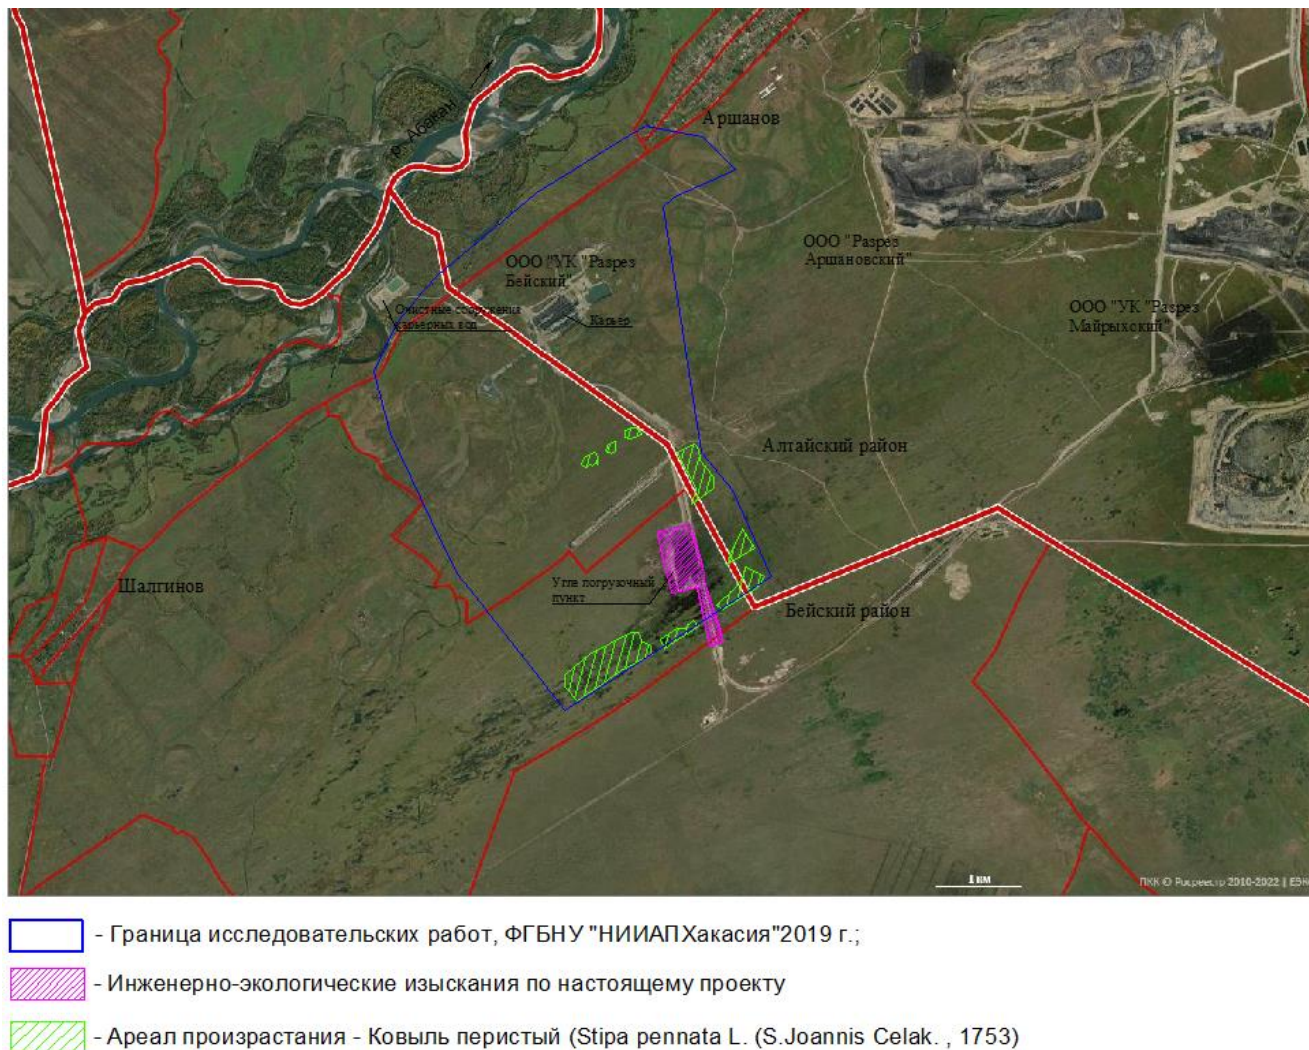 р. Абакан
Аршанов
ООО "УК "Разрез
Бейский"
ООО "Разрез
Аршановский"
ООО "УК "Разрез
Майрыхский"
Очистные сооружения
карьерных вод
Карьер
Алтайский район
Шалгинов
Угле погрузочный
пункт
Бейский район
1 км
ПКК © Росреестр 2010-2022 |
- Граница исследовательских работ, ФГБНУ "НИИАПХакасия"2019 г.;
- Инженерно-экологические изыскания по настоящему проекту
- Ареал произрастания - Ковыль перистый (Stipa pennata L. (S.Joannis Celak. , 1753)